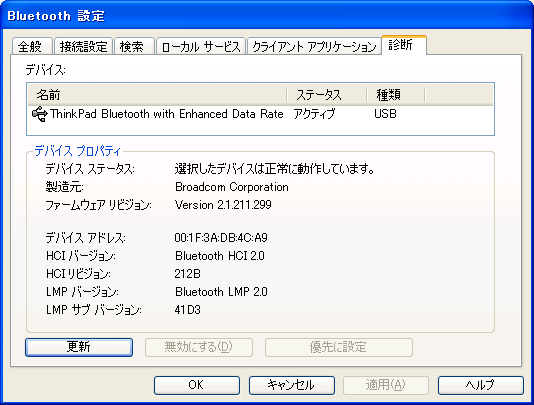 Bluetooth 設定
全般 接続設定 検索 ローカル サービス クライアント アプリケーション 診断
デバイス:
名前 ステータス 種類
ThinkPad Bluetooth with Enhanced Data Rate アクティブ USB
デバイス プロパティ
デバイス ステータス: 選択したデバイスは正常に動作しています。
製造元: Broadcom Corporation
ファームウェア リビジョン: Version 2.1.211.299
デバイス アドレス: 00:1F:3A:DB:4C:A9
HCI バージョン: Bluetooth HCI 2.0
HCI リビジョン: 212B
LMP バージョン: Bluetooth LMP 2.0
LMP サブ バージョン: 41D3
更新 無効にする(D) 優先に設定
OK キャンセル 適用(A) ヘルプ